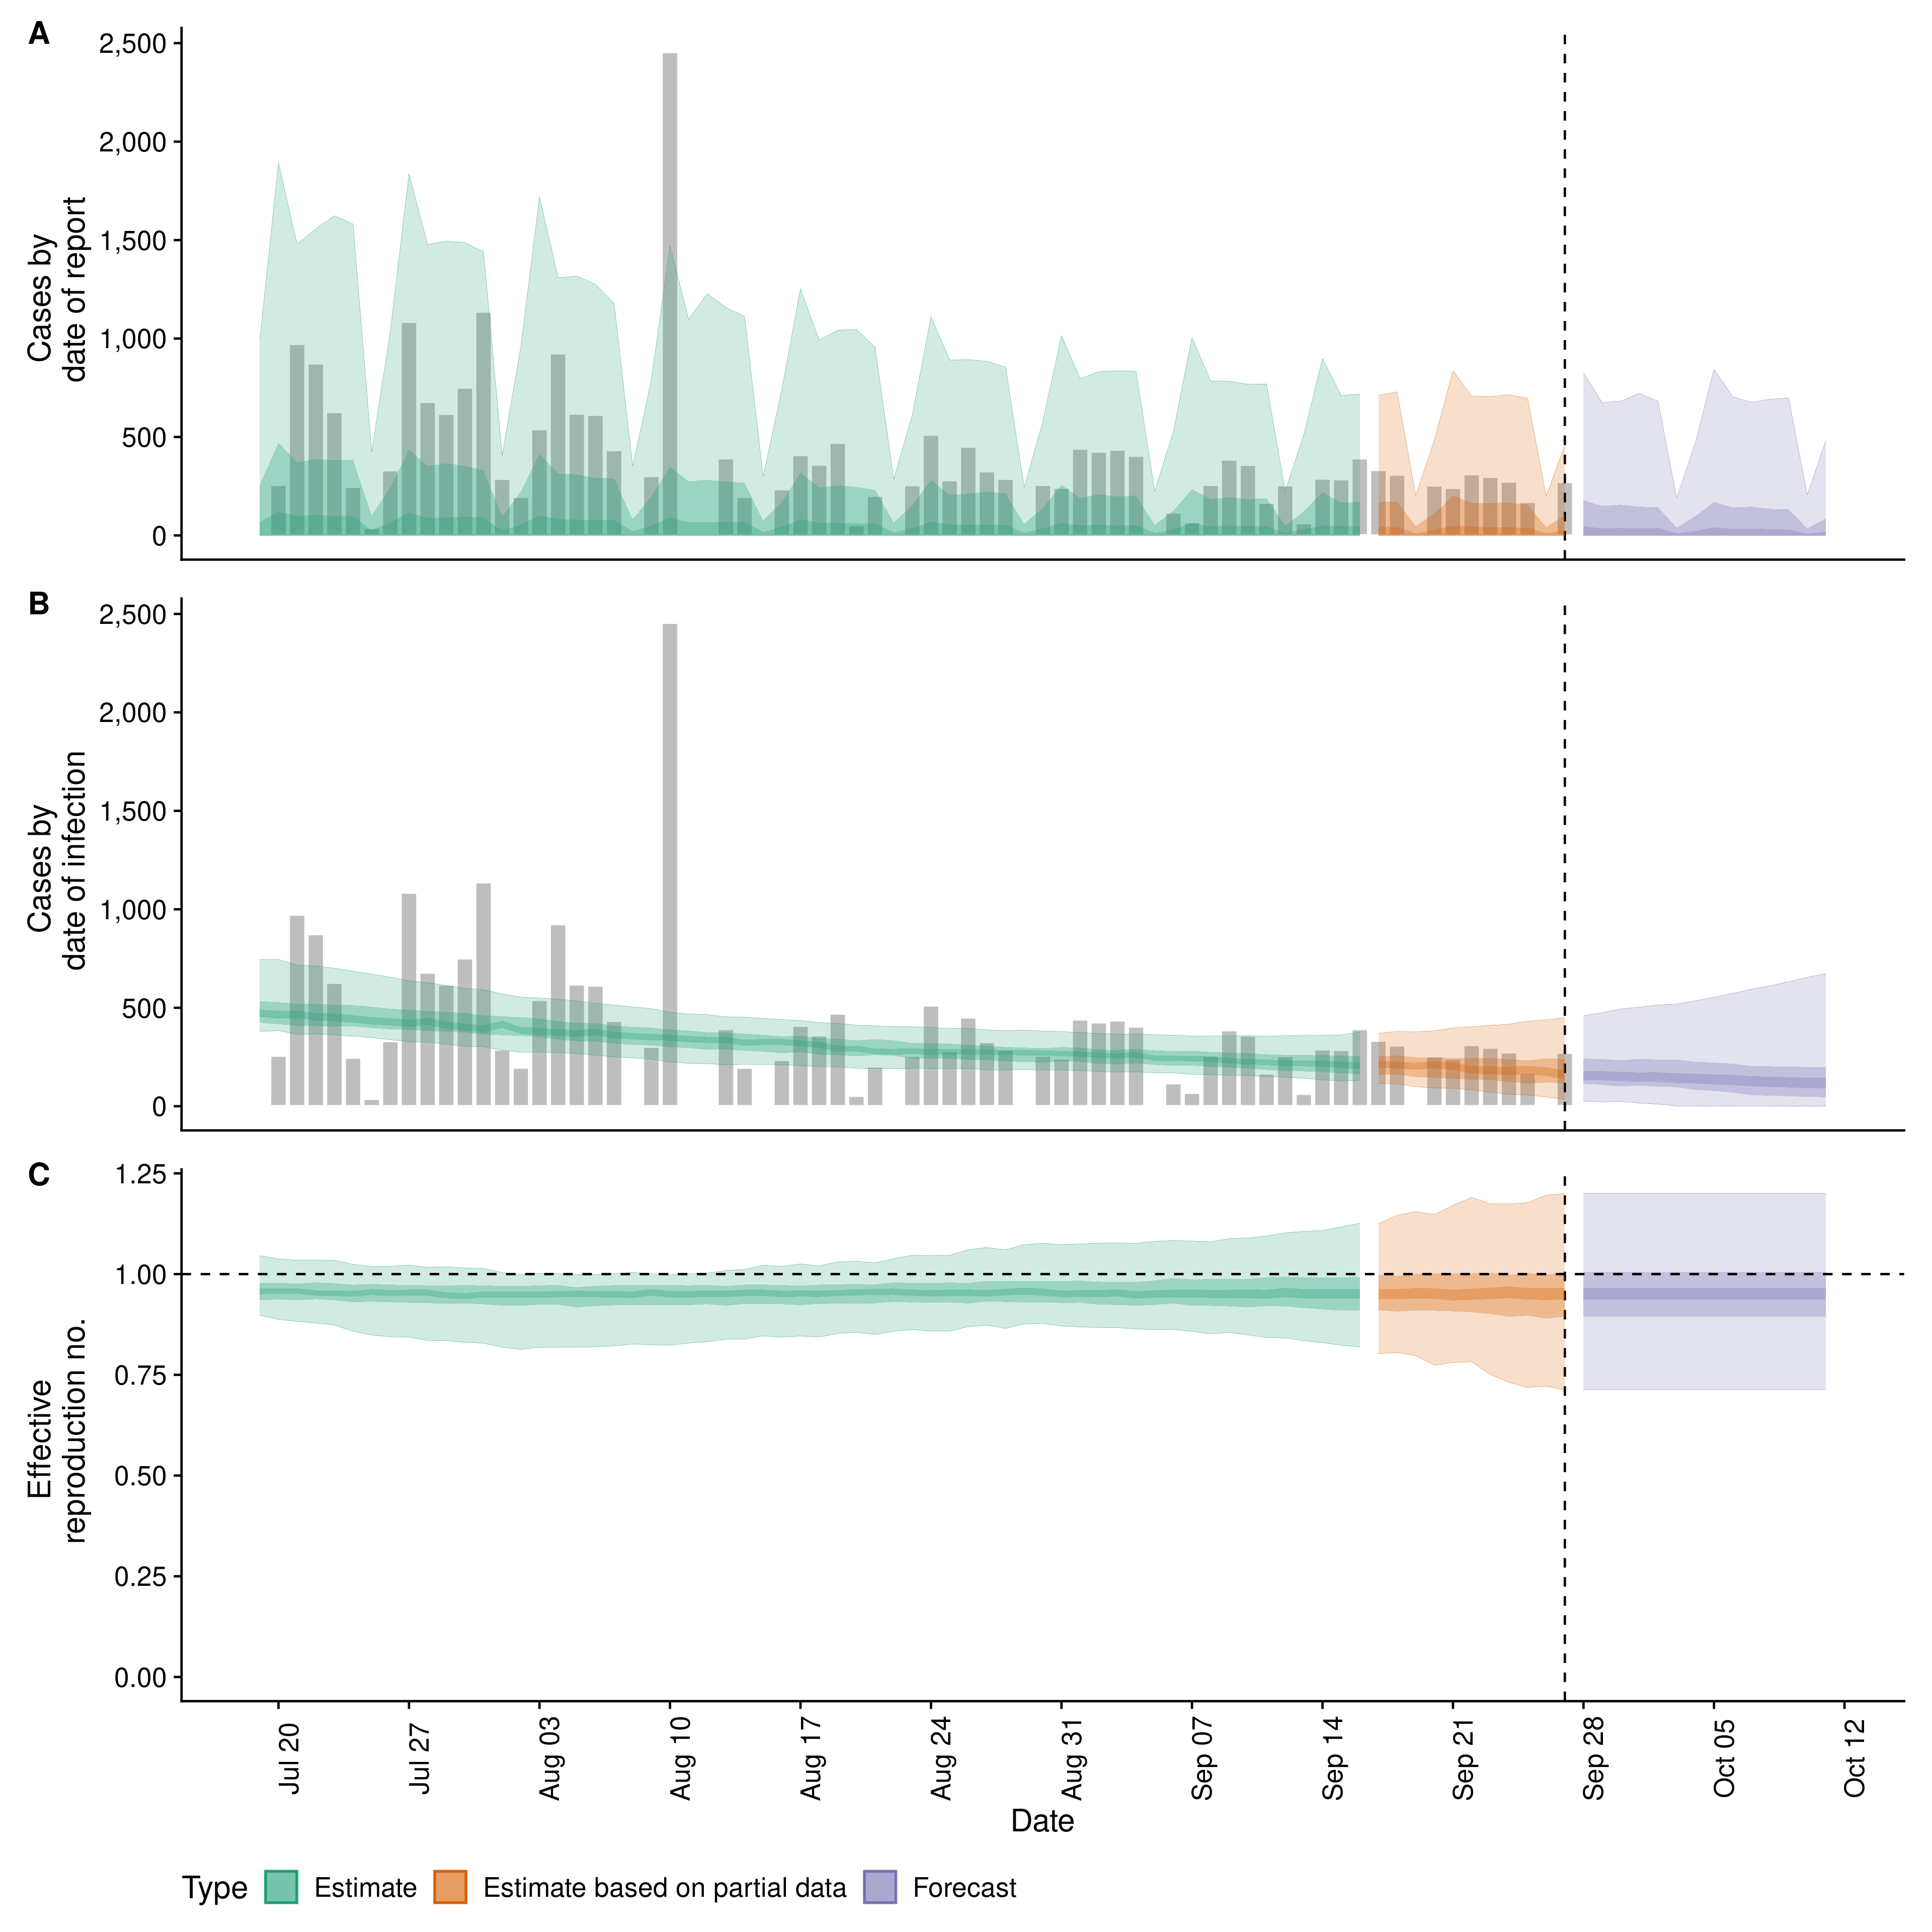 A
2,500
2,000
1,500
1,000
500
0
Cases by
date of report
B
2,500
2,000
1,500
1,000
500
0
Cases by
date of infection
C
1.25
1.00
0.75
0.50
0.25
0.00
Effective
reproduction no.
Jul 20
Jul 27
Aug 03
Aug 10
Aug 17
Aug 24
Aug 31
Sep 07
Sep 14
Sep 21
Sep 28
Oct 05
Oct 12
Date
Type Estimate Estimate based on partial data Forecast